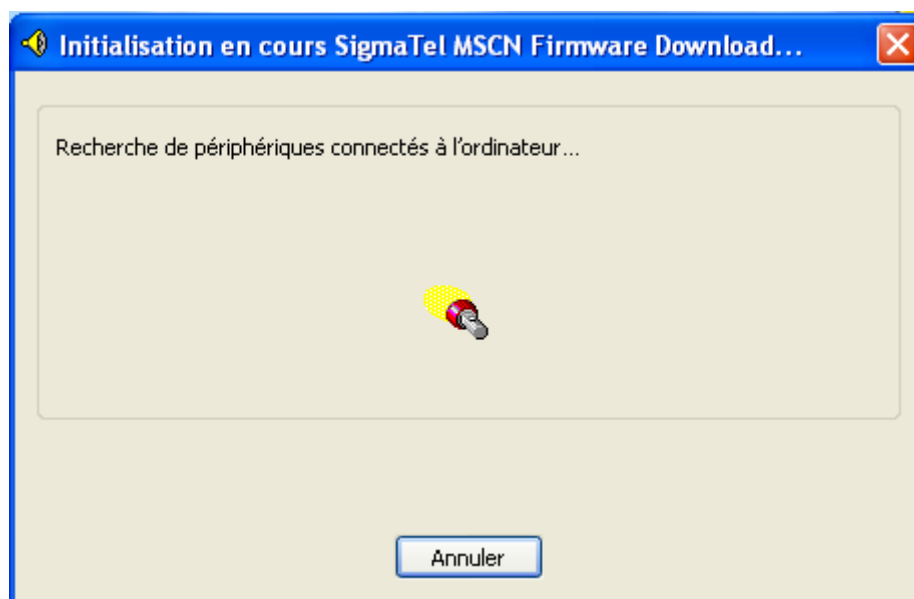 Initialisation en cours SigmaTel MSCN Firmware Download...
Recherche de périphériques connectés à l'ordinateur...
Annuler